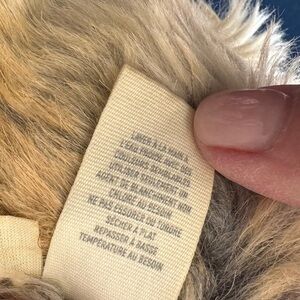 LAVER À LA MAIN À
L'EAU FROIDE AVEC DES
COULEURS SEMBLABLES
UTILISER SEULEMENT UN
AGENT DE BLANCHIMENT NON
CHLORÉ AU BESOIN
NE PAS ESSORER OU TORDRE
SÉCHER À PLAT
REPASSER À BASSE
TEMPÉRATURE AU BESOIN